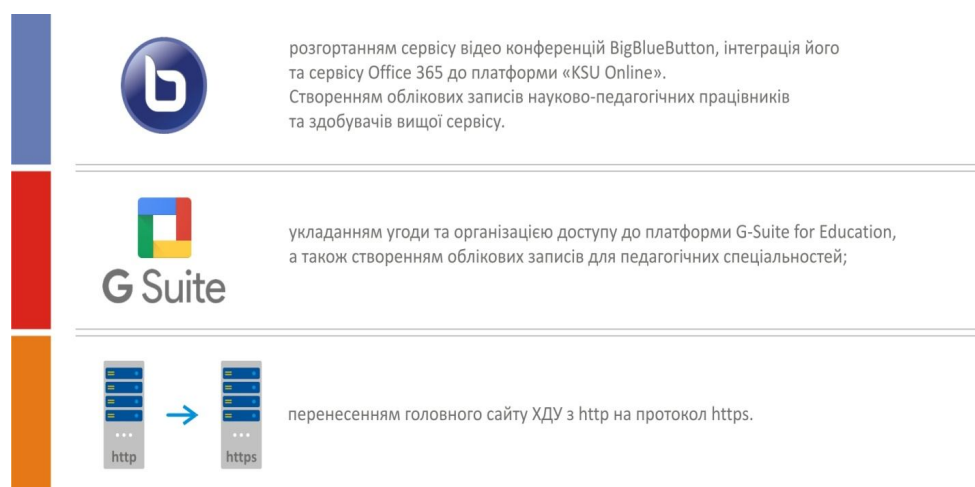 розгортанням сервісу відео конференцій BigBlueButton, інтеграція його
та сервісу Office 365 до платформи «KSU Online».
Створенням облікових записів науково-педагогічних працівників
та здобувачів вищої сервісу.
укладанням угоди та організацією доступу до платформи G-Suite for Education,
а також створенням облікових записів для педагогічних спеціальностей;
G Suite
перенесенням головного сайту ХДУ з http на протокол https.
http
https